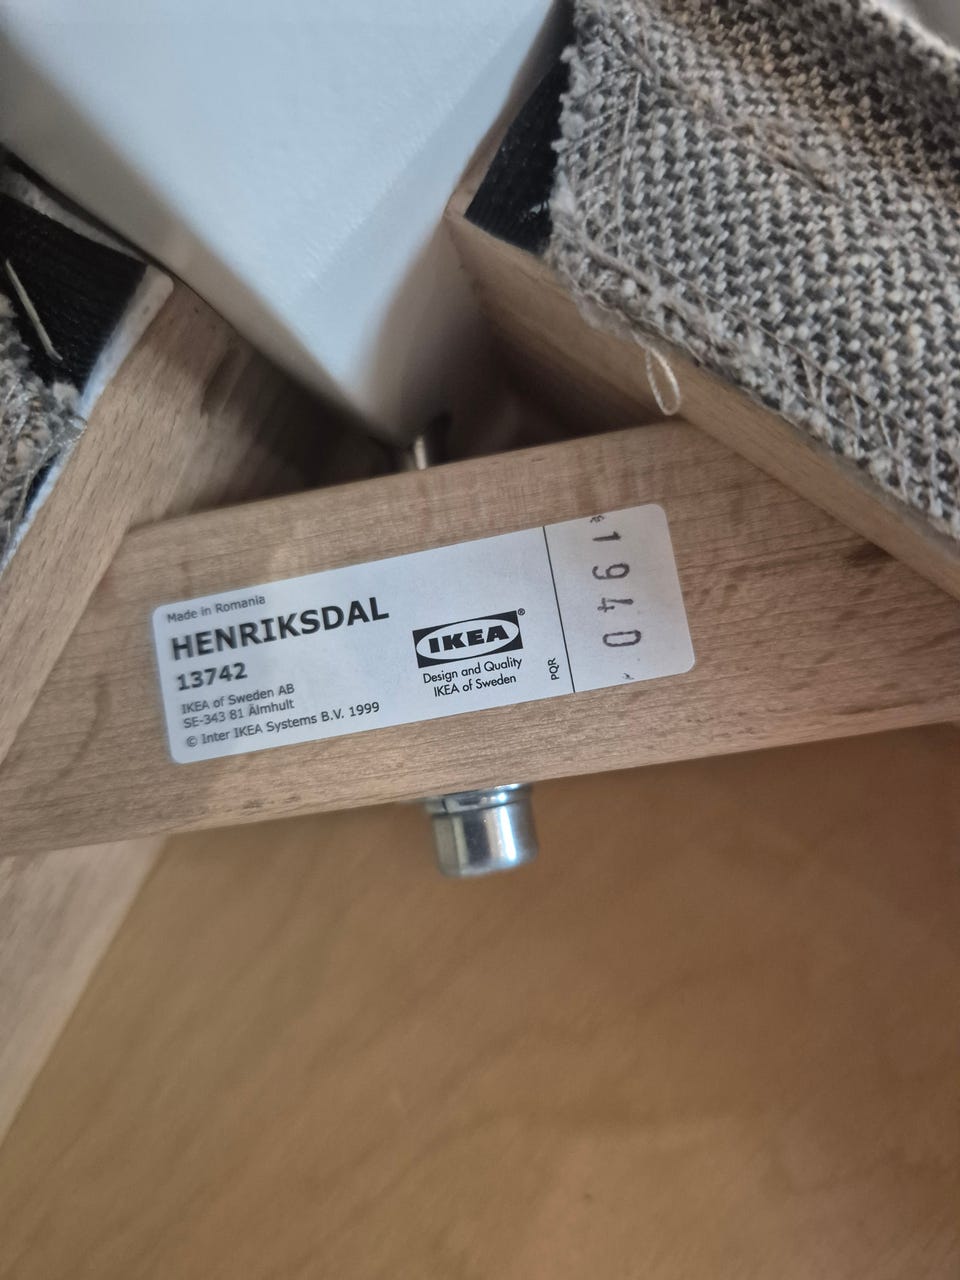 Made in Romania
HENRIKSDAL
13742
IKEA of Sweden AB
SE-343 81 Älmhult
© Inter IKEA Systems B.V. 1999
IKEA®
Design and Quality
IKEA of Sweden
PQR
1940